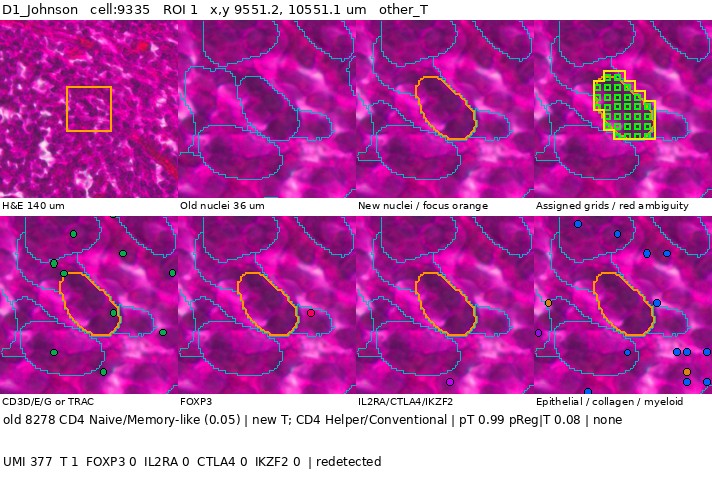 D1_Johnson cell:9335 ROI 1 x,y 9551.2, 10551.1 um other_T
H&E 140 um
Old nuclei 36 um
New nuclei / focus orange
Assigned grids / red ambiguity
CD3D/E/G or TRAC
FOXP3
IL2RA/CTLA4/IKZF2
Epithelial / collagen / myeloid
old 8278 CD4 Naive/Memory-like (0.05) | new T; CD4 Helper/Conventional | pT 0.99 pReg|T 0.08 | none
UMI 377 T 1 FOXP3 0 IL2RA 0 CTLA4 0 IKZF2 0 | redetected